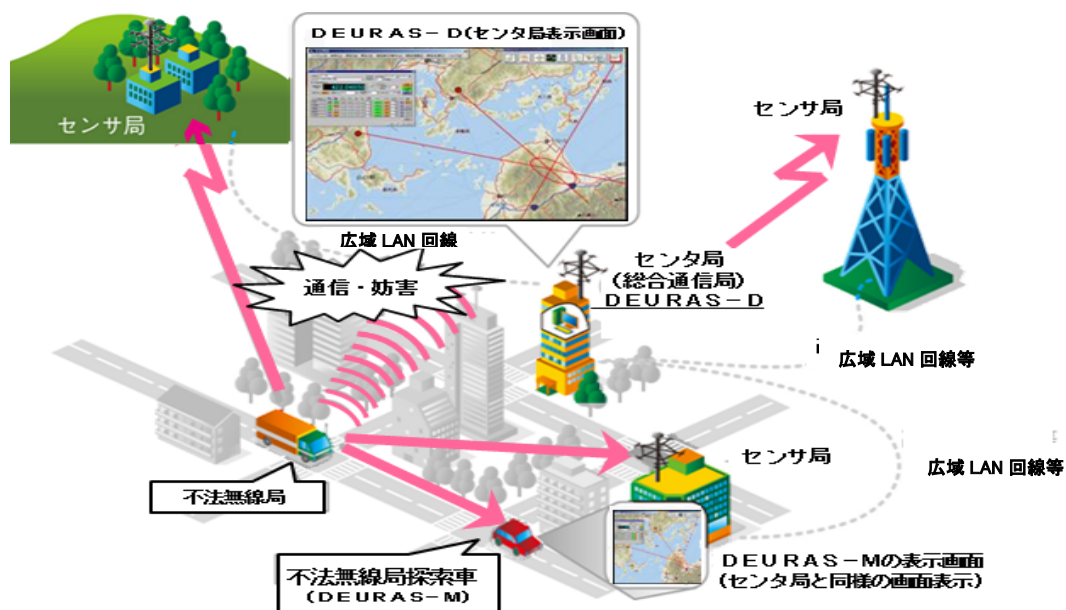 DEURAS-D(センタ局表示画面)
センサ局
センサ局
広域 LAN 回線
通信・妨害
センタ局
(総合通信局)
DEURAS-D
広域 LAN 回線等
センサ局
広域 LAN 回線等
不法無線局
不法無線局探索車
(DEURAS-M)
DEURAS-Mの表示画面
(センタ局と同様の画面表示)